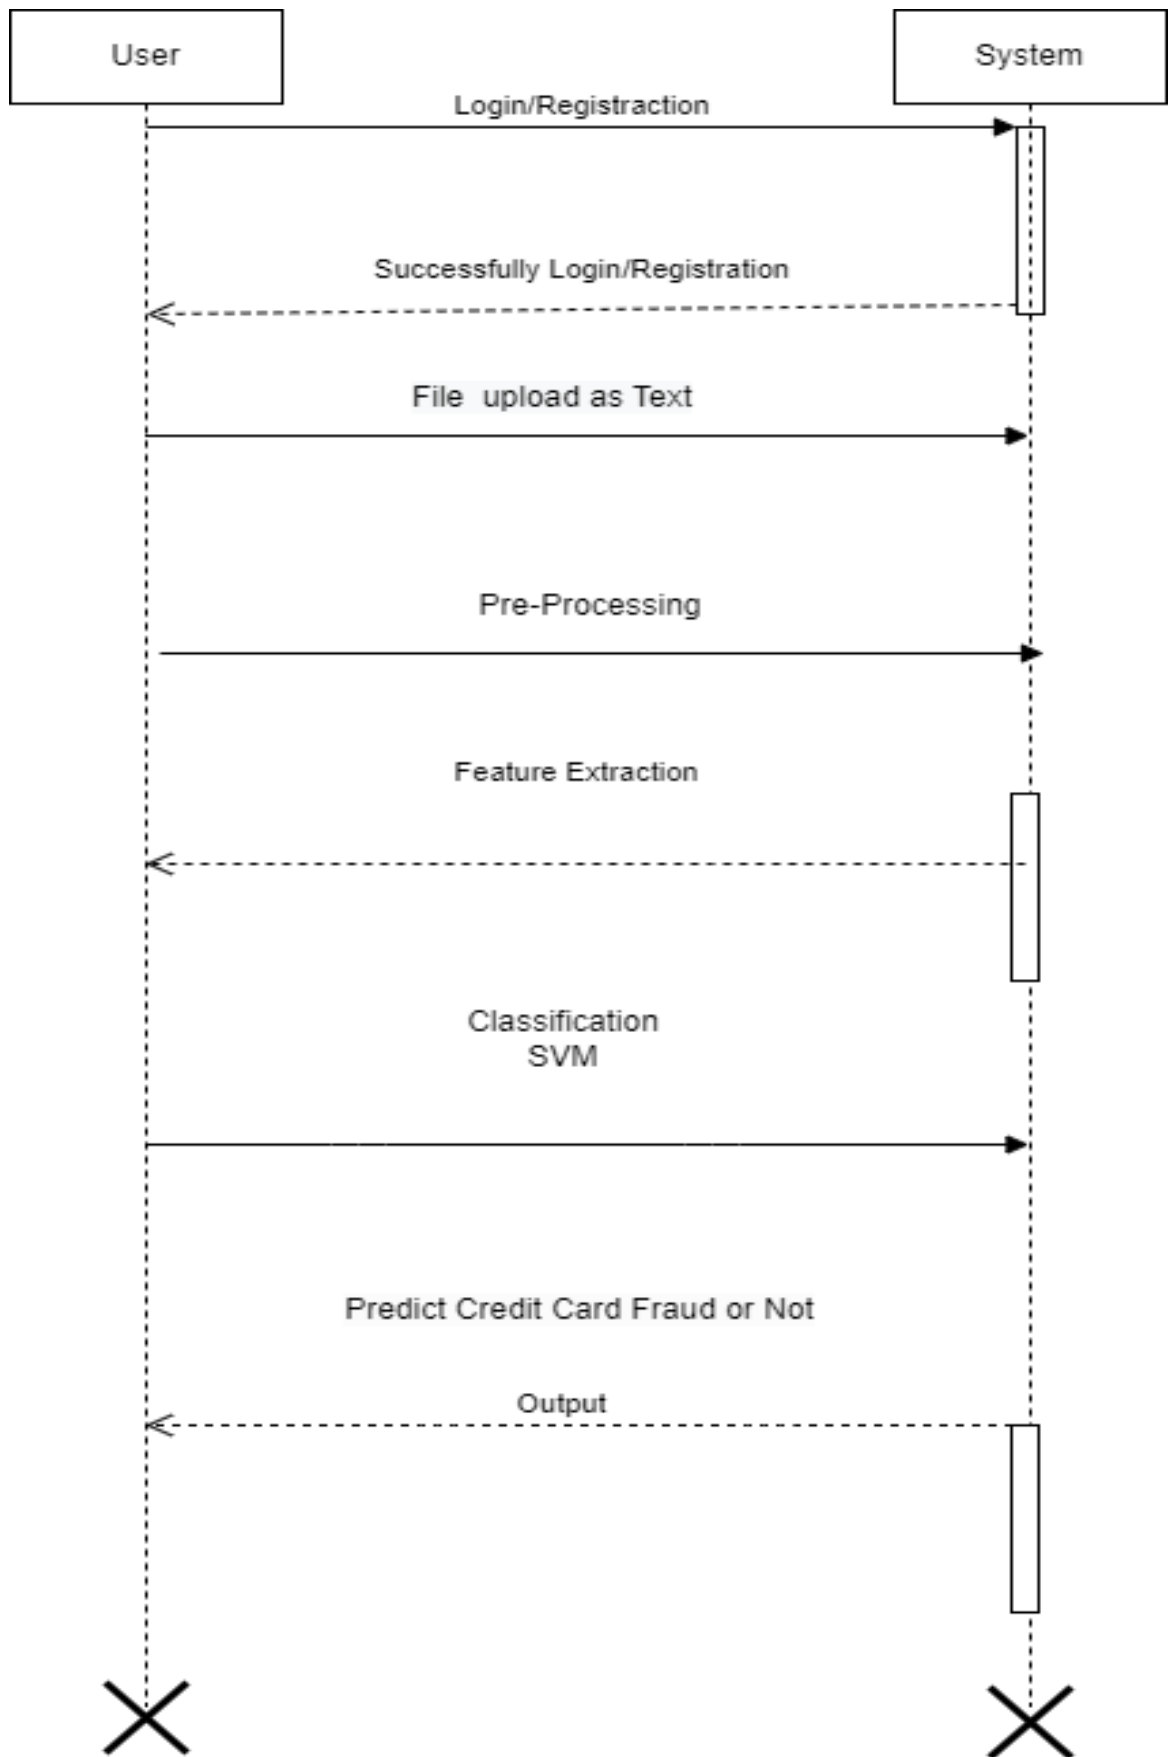 User
System
Login/Registraction
Successfully Login/Registration
File  upload as Text
Pre-Processing
Feature Extraction
Classification
SVM
Predict Credit Card Fraud or Not
Output